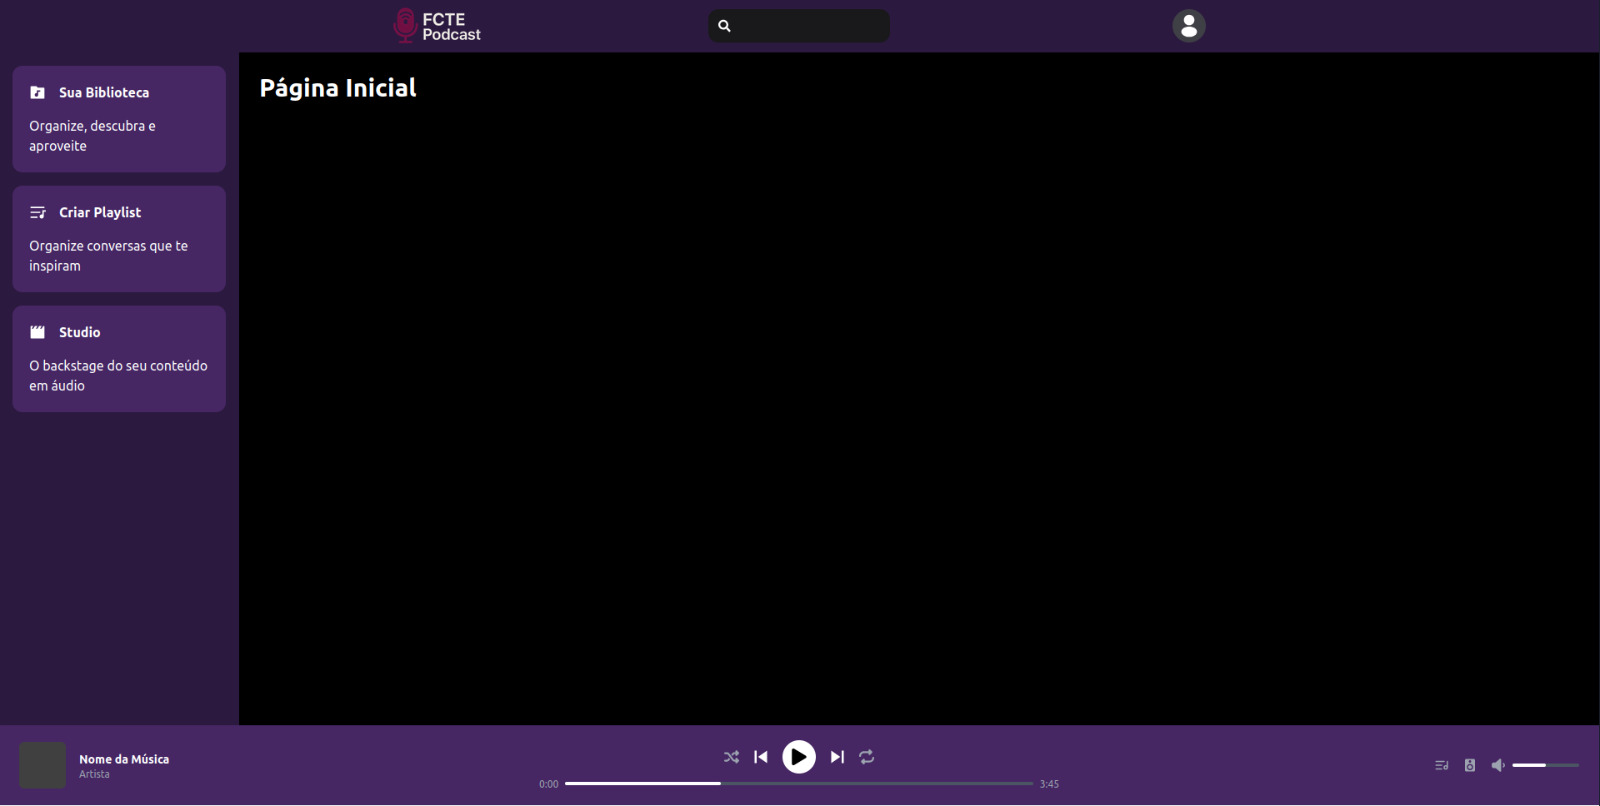 FCTE
Podcast
Sua Biblioteca
Organize, descubra e
aproveite
Criar Playlist
Organize conversas que te
inspiram
Studio
O backstage do seu conteúdo
em áudio
Página Inicial
Nome da Música
Artista
0:00
3:45